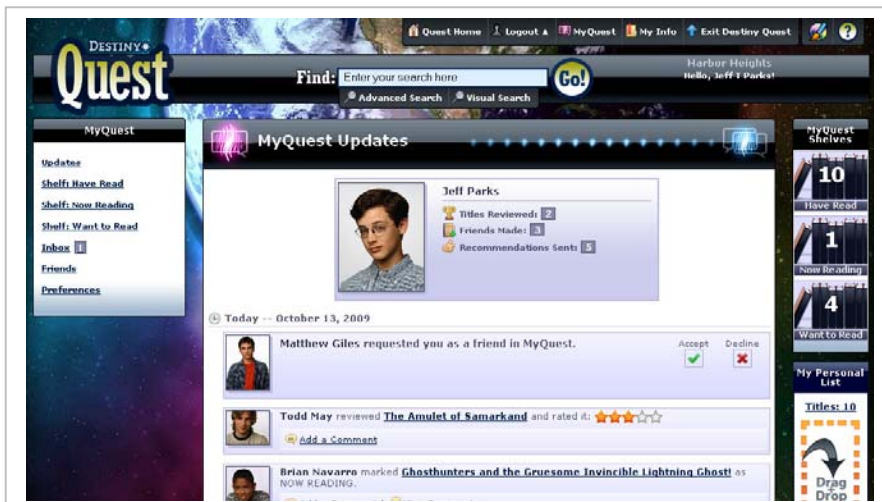 Quest Home Logout MyQuest My Info Exit Destiny Quest ?
DESTINY
Quest
Find: Enter your search here Go!
Advanced Search Visual Search
Harbor Heights
Hello, Jeff T Parks!
MyQuest
Updates
Shelf: Have Read
Shelf: Now Reading
Shelf: Want to Read
Inbox 1
Friends
Preferences
MyQuest Updates
Jeff Parks
Titles Reviewed: 2
Friends Made: 3
Recommendations Sent: 5
Today -- October 13, 2009
Matthew Giles requested you as a friend in MyQuest.
Accept Decline
Todd May reviewed The Amulet of Samarkand and rated it:
Add a Comment
Brian Navarro marked Ghosthunters and the Gruesome Invincible Lightning Ghost! as
NOW READING.
MyQuest
Shelves
10
Have Read
1
Now Reading
4
Want to Read
My Personal
List
Titles: 10
Drag
Drop